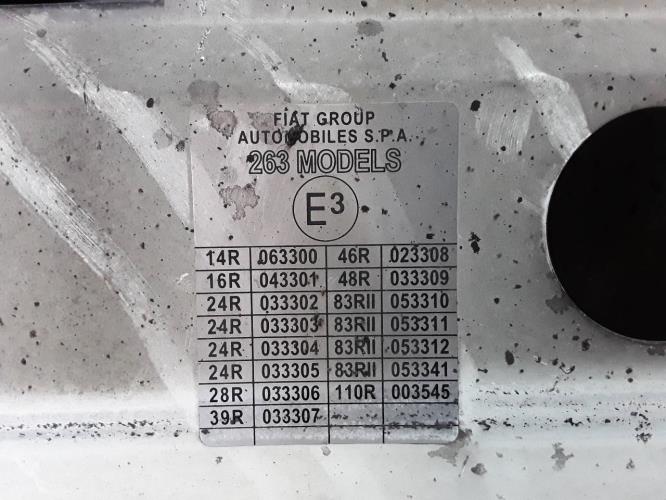 FIAT GROUP
AUTOMOBILES S.P.A.
263 MODELS
E3
14R 063300 46R 023308
16R 043301 48R 033309
24R 033302 83RII 053310
24R 033303 83RII 053311
24R 033304 83RII 053312
24R 033305 83RII 053341
28R 033306 110R 003545
39R 033307